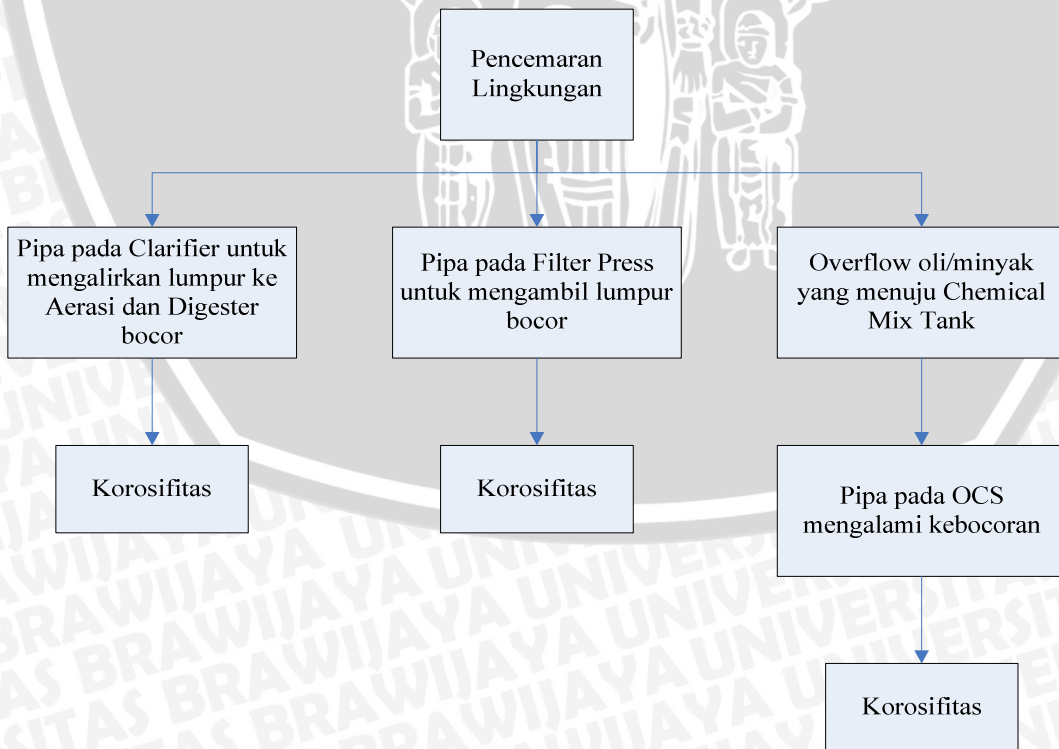 Pencemaran
Lingkungan
Pipa pada Clarifier untuk
mengalirkan lumpur ke
Aerasi dan Digester
bocor
Pipa pada Filter Press
untuk mengambil lumpur
bocor
Overflow oli/minyak
yang menuju Chemical
Mix Tank
Korosifitas
Korosifitas
Pipa pada OCS
mengalami kebocoran
Korosifitas